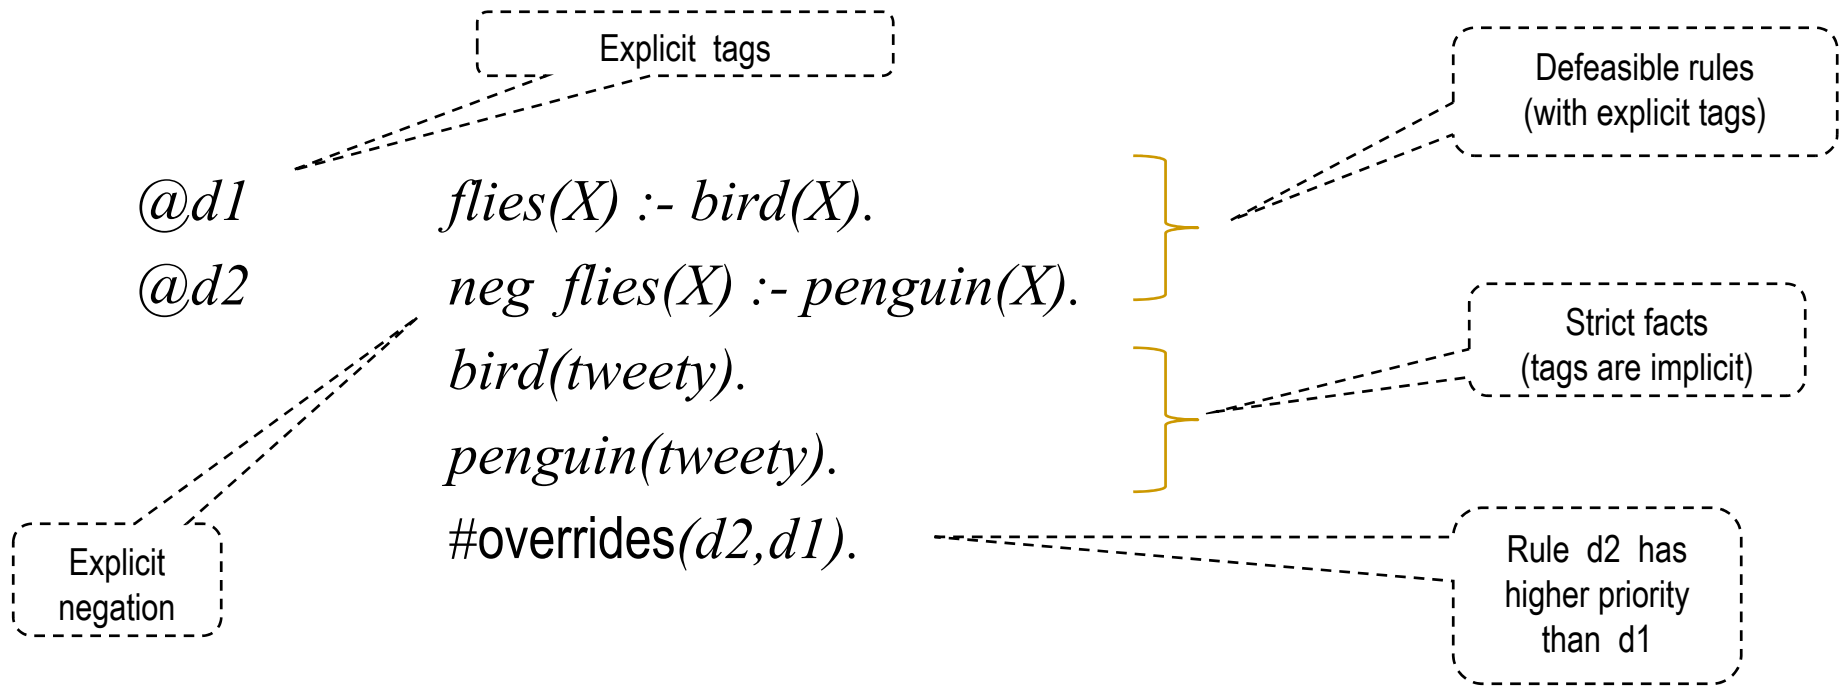 Explicit tags
Defeasible rules
(with explicit tags)
@d1 flies(X) :- bird(X).
@d2 neg flies(X) :- penguin(X).
Strict facts
(tags are implicit)
bird(tweety).
penguin(tweety).
#overrides(d2,d1).
Explicit
negation
Rule d2 has
higher priority
than d1